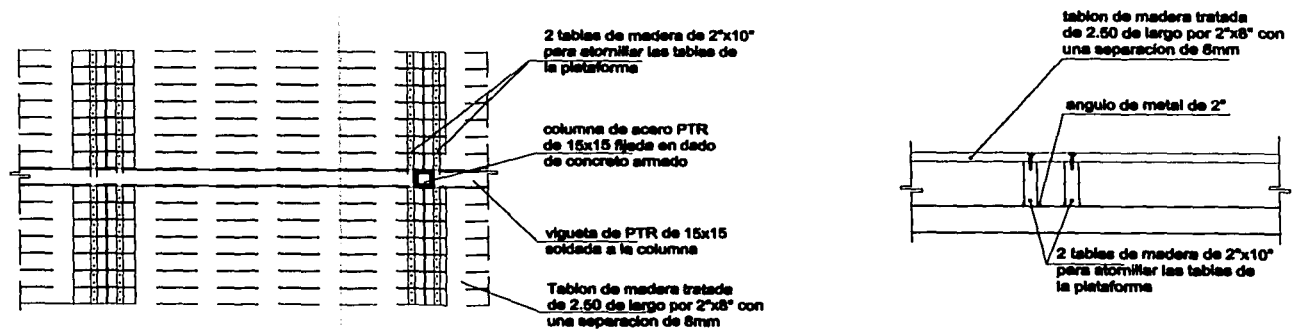 2 tablas de madera de 2"x10"
para atornillar las tablas de
la plataforma
columna de acero PTR
de 15x15 fijada en dado
de concreto armado
vigueta de PTR de 15x15
soldada a la columna
Tablon de madera tratada
de 2.50 de largo por 2"x8" con
una separacion de 8mm
tablon de madera tratada
de 2.50 de largo por 2"x8" con
una separacion de 8mm
angulo de metal de 2"
2 tablas de madera de 2"x10"
para atornillar las tablas de
la plataforma